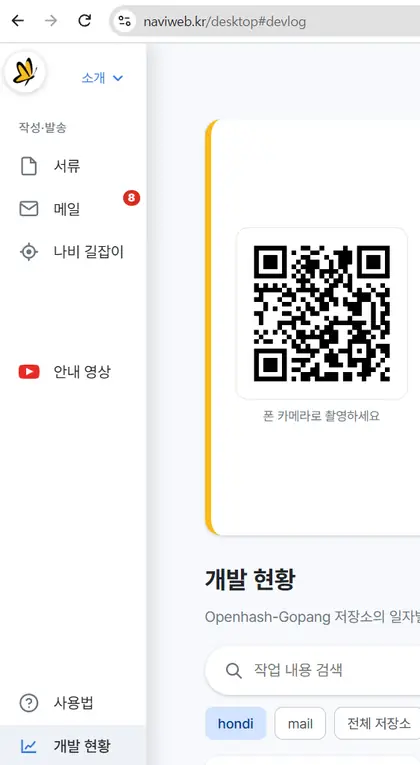 naviweb.kr/desktop#devlog
소개
작성·발송
서류
메일
8
나비 길잡이
안내 영상
폰 카메라로 촬영하세요
개발 현황
Openhash-Gopang 저장소의
작업 내용 검색
hondi
mail
전체 저장소
사용법
개발 현황